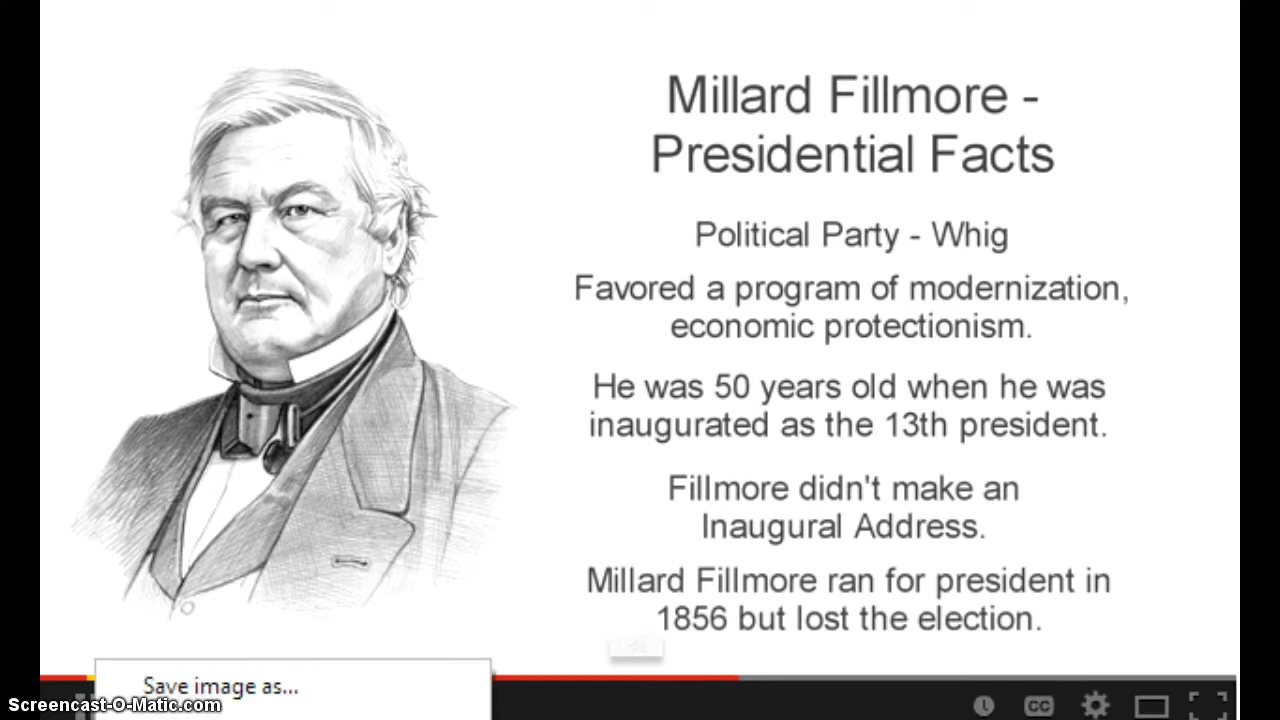 Millard Fillmore -
Presidential Facts
Political Party - Whig
Favored a program of modernization,
economic protectionism.
He was 50 years old when he was
inaugurated as the 13th president.
Fillmore didn't make an
Inaugural Address.
Millard Fillmore ran for president in
1856 but lost the election.
Save image as...
Screencast-O-Matic.com
CC